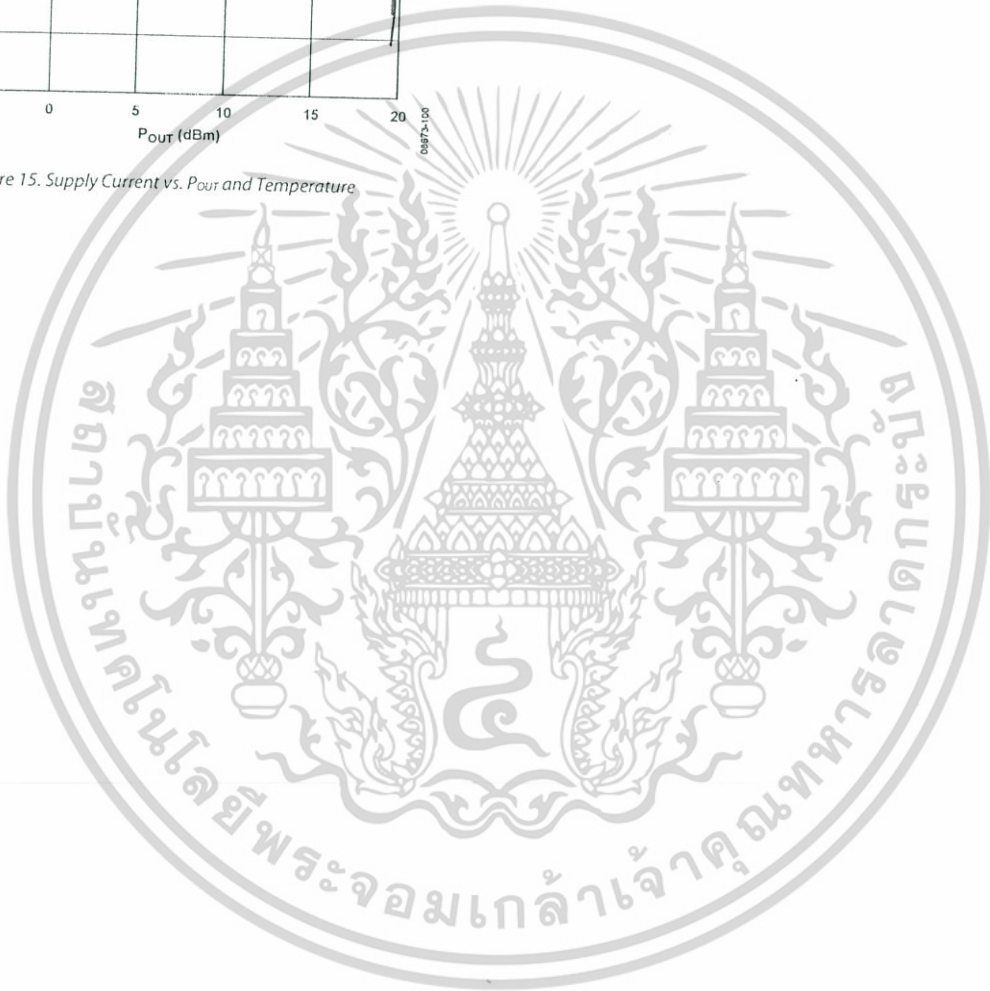 0 5 10 15 20
POUT (dBm)
08673-100
re 15. Supply Current vs. POUT and Temperature
สถาบันเทคโนโลยีพระจอมเกล้าเจ้าคุณทหารลาดกระบัง